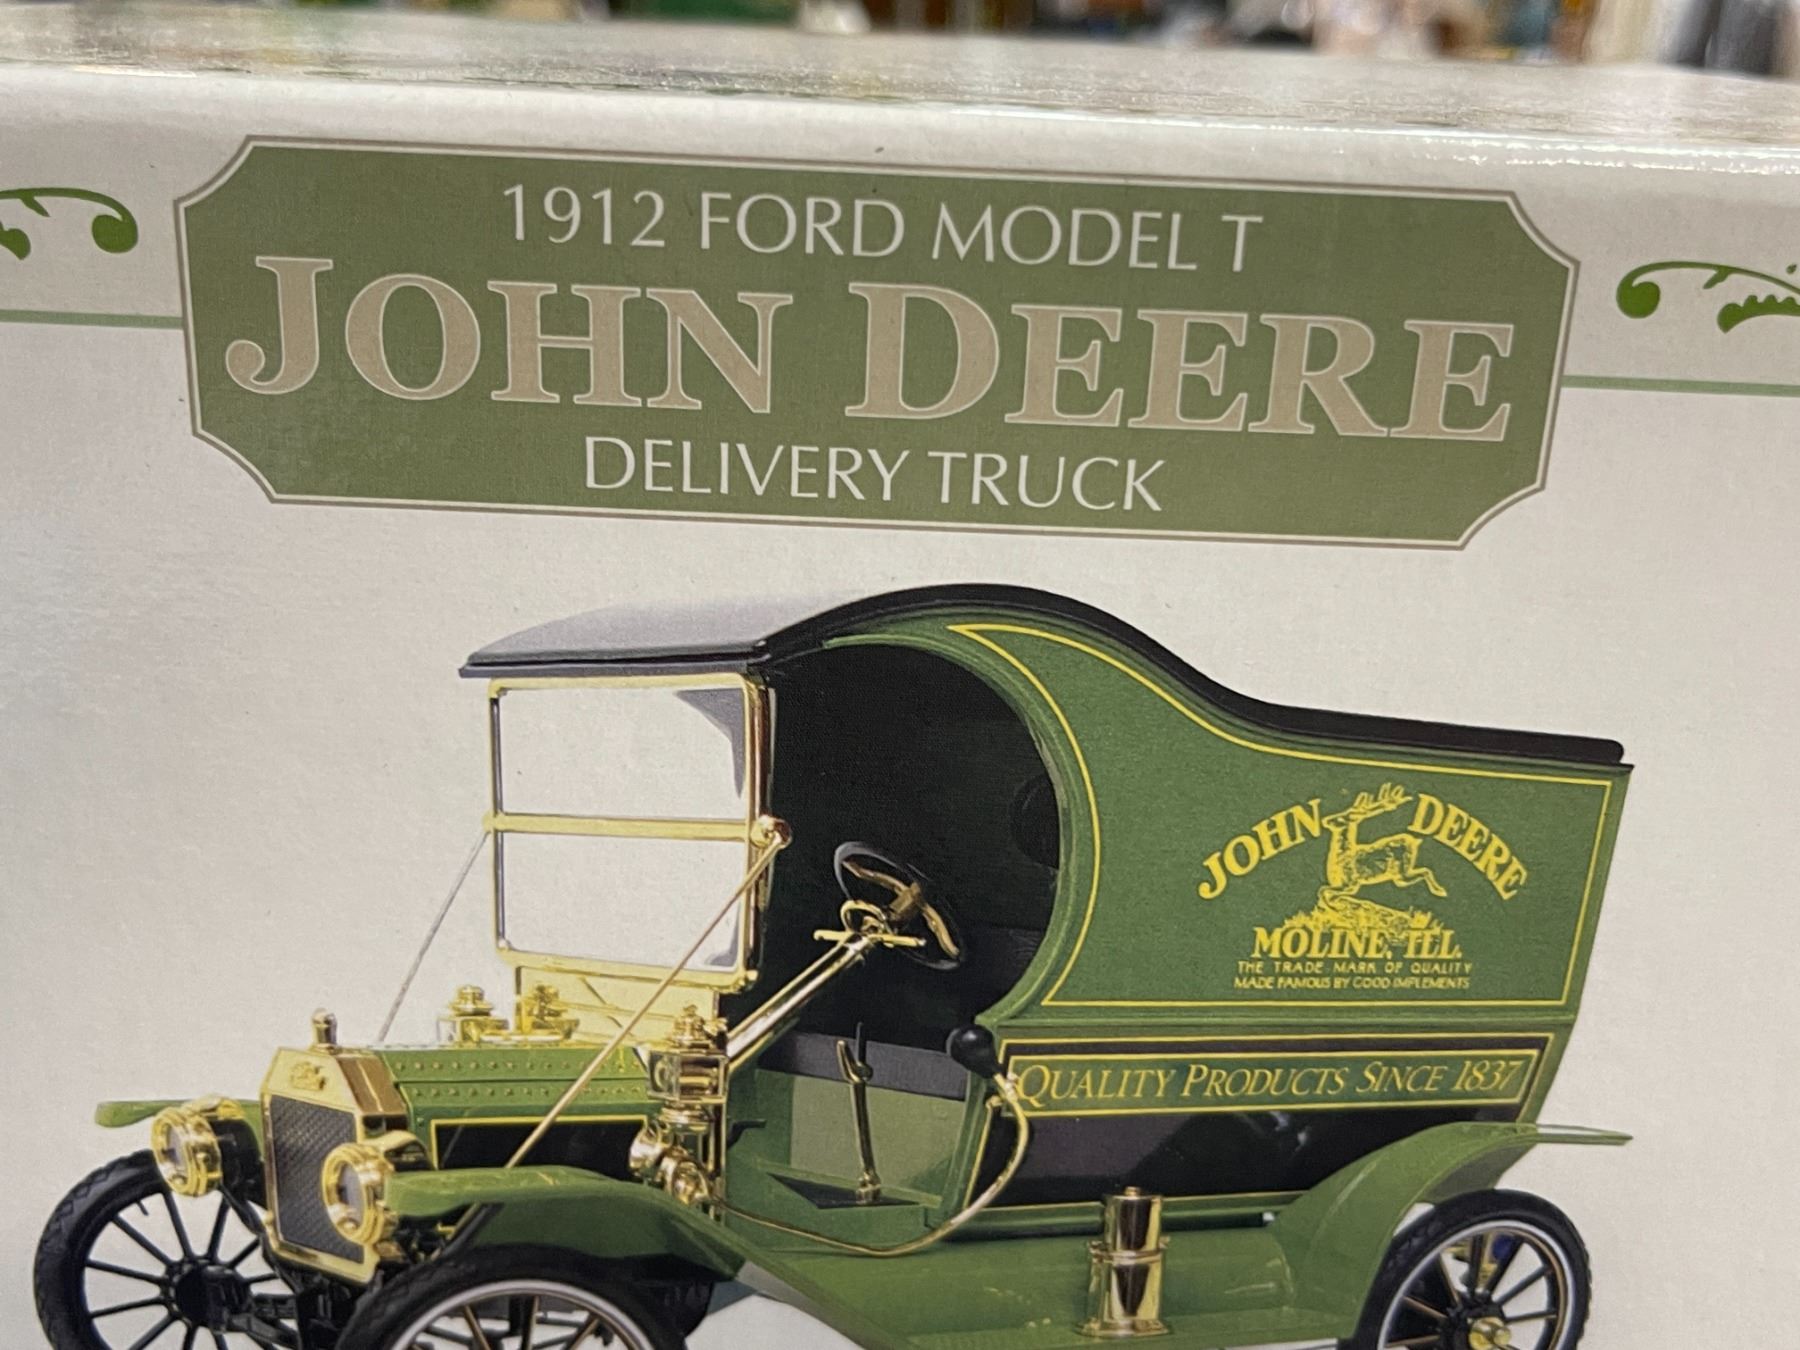 1912 FORD MODEL T
JOHN DEERE
DELIVERY TRUCK
JOHN DEERE
MOLINE, ILL.
THE TRADE MARK OF QUALITY
MADE FAMOUS BY GOOD IMPLEMENTS
QUALITY PRODUCTS SINCE 1837